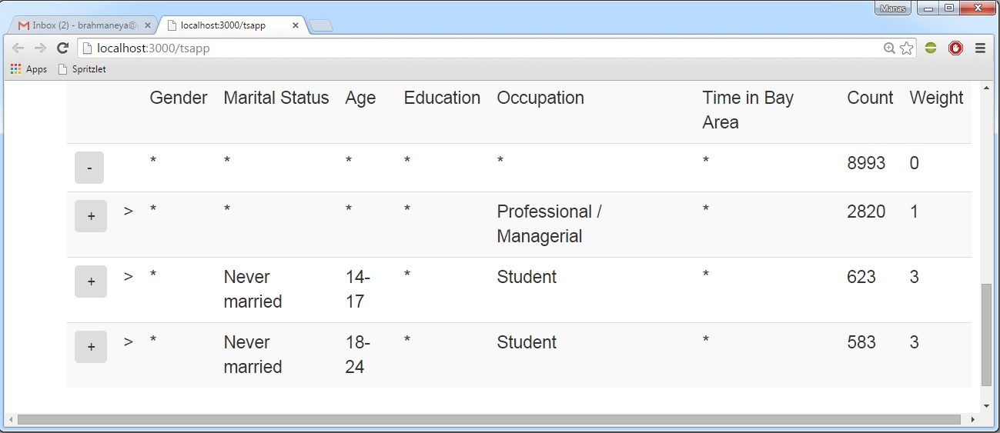 Manas
Inbox (2) - brahmaneya@
localhost:3000/tsapp
localhost:3000/tsapp
Apps Spritzlet
Gender Marital Status Age Education Occupation Time in Bay Count Weight
Area
- * * * * * * 8993 0
+ > * * * * Professional / * 2820 1
Managerial
+ > * Never 14- * Student * 623 3
married 17
+ > * Never 18- * Student * 583 3
married 24